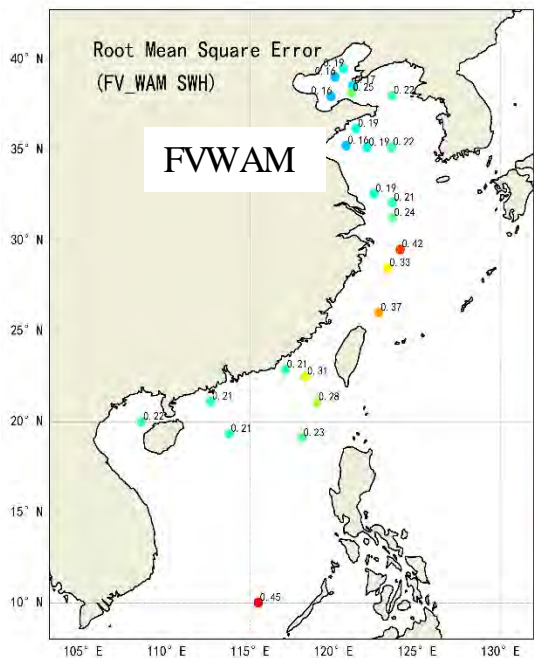 Root Mean Square Error
(FV_WAM SWH)
FVWAM
40° N
35° N
30° N
25° N
20° N
15° N
10° N
0.19
0.16
0.17
0.16
0.25
0.22
0.19
0.16
0.19
0.22
0.19
0.21
0.24
0.42
0.33
0.37
0.21
0.31
0.21
0.28
0.22
0.21
0.23
0.45
105° E
110° E
115° E
120° E
125° E
130° E